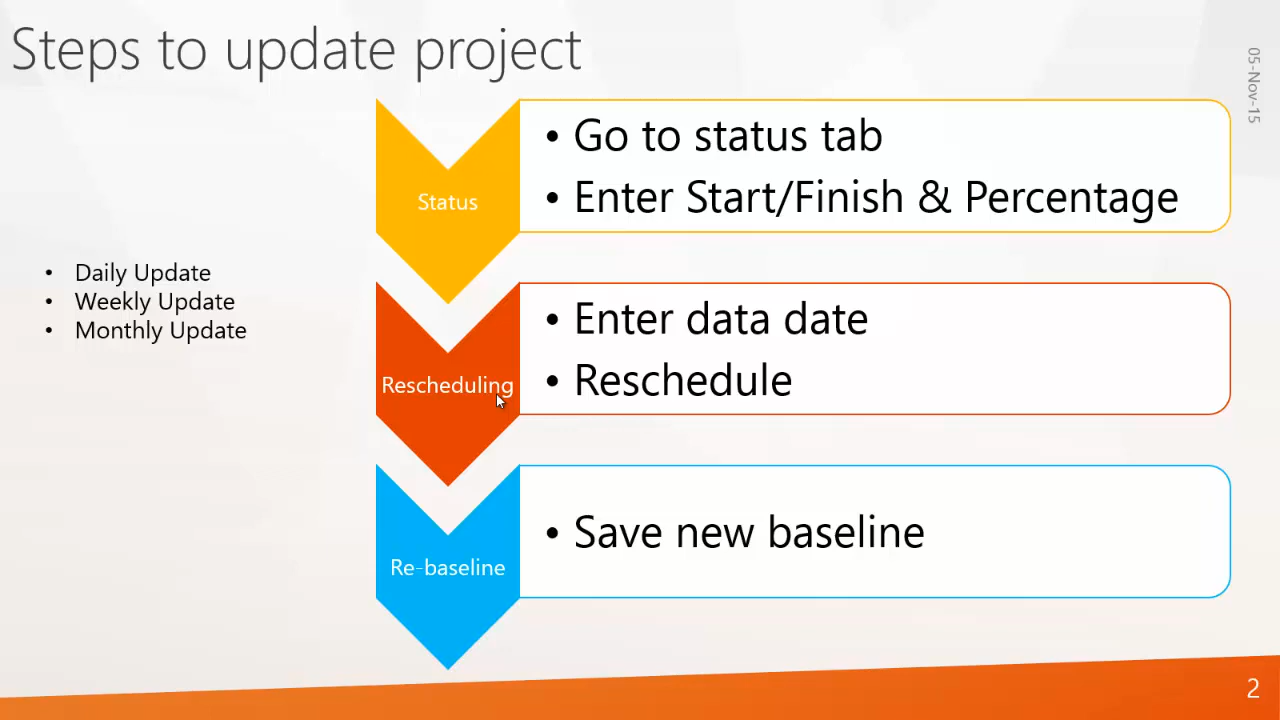 Steps to update project
05-Nov-15
• Go to status tab
• Enter Start/Finish & Percentage
Status
• Daily Update
• Weekly Update
• Monthly Update
• Enter data date
• Reschedule
Rescheduling
• Save new baseline
Re-baseline
2